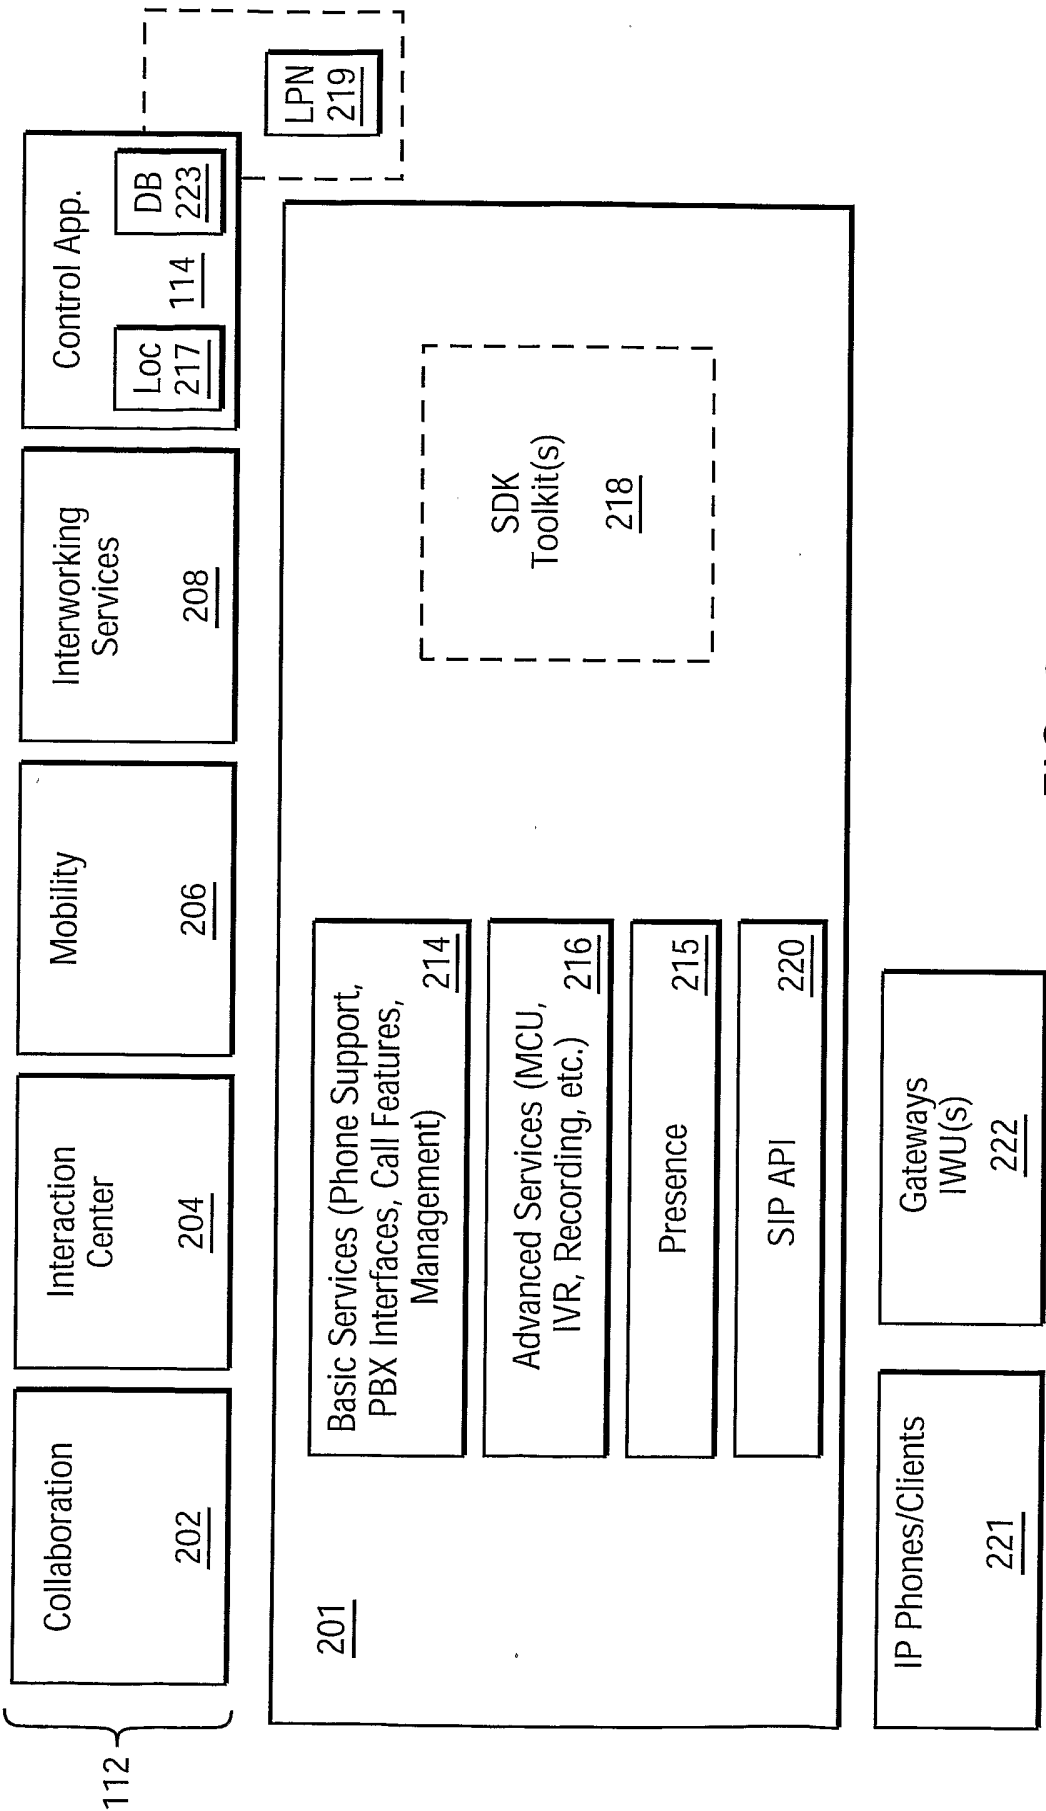 112
Collaboration
202
Interaction
Center
204
Mobility
206
Interworking
Services
208
Control App.
Loc
217
114
DB
223
LPN
219
201
Basic Services (Phone Support,
PBX Interfaces, Call Features,
Management)
214
Advanced Services (MCU,
IVR, Recording, etc.)
216
Presence
215
SIP API
220
SDK
Toolkit(s)
218
IP Phones/Clients
221
Gateways
IWU(s)
222